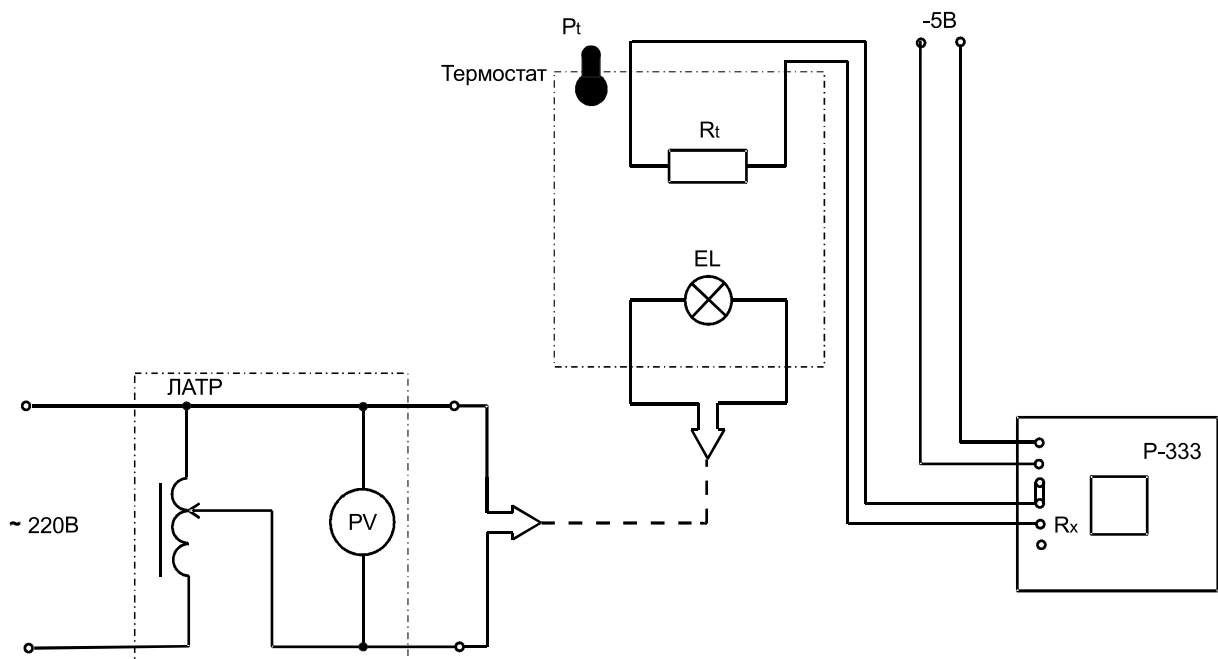 -5В
Pt
Термостат
Rt
EL
ЛАТР
Р-333
~ 220В
PV
Rx